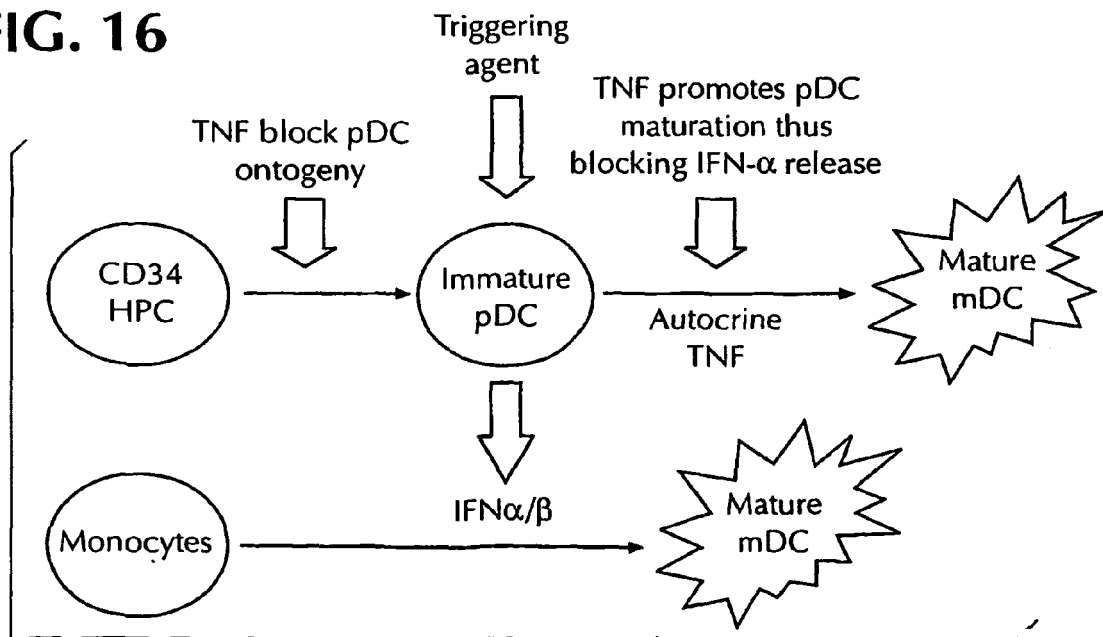 FIG. 16
Triggering
agent
TNF block pDC
ontogeny
TNF promotes pDC
maturation thus
blocking IFN-α release
CD34
HPC
Immature
pDC
Autocrine
TNF
Mature
mDC
Monocytes
IFNα/β
Mature
mDC